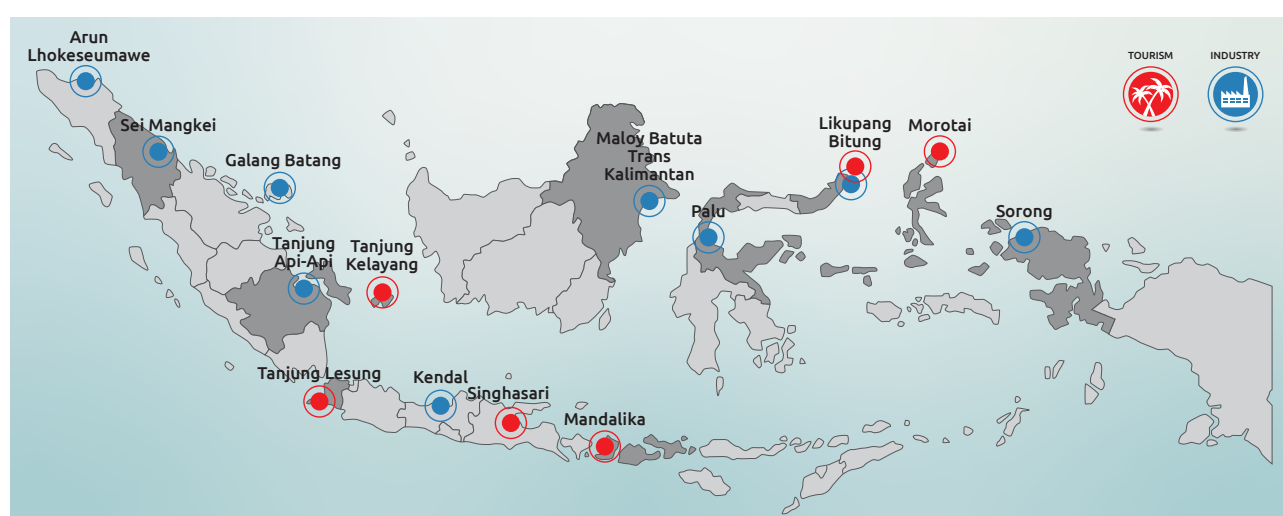 Arun
Lhokeseumawe
TOURISM
INDUSTRY
Sei Mangkei
Galang Batang
Maloy Batuta
Trans
Kalimantan
Likupang
Bitung
Morotai
Palu
Sorong
Tanjung
Api-Api
Tanjung
Kelayang
Tanjung Lesung
Kendal
Singhasari
Mandalika